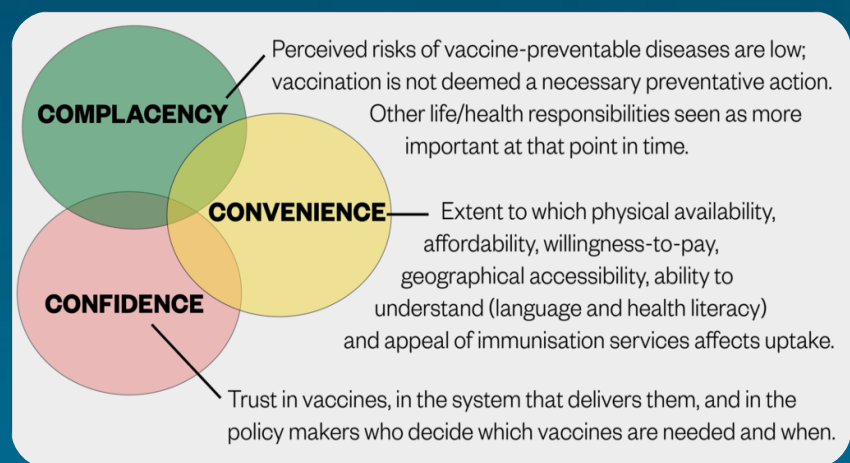 COMPLACENCY
Perceived risks of vaccine-preventable diseases are low;
vaccination is not deemed a necessary preventative action.
Other life/health responsibilities seen as more
important at that point in time.
CONVENIENCE
Extent to which physical availability,
affordability, willingness-to-pay,
geographical accessibility, ability to
understand (language and health literacy)
and appeal of immunisation services affects uptake.
CONFIDENCE
Trust in vaccines, in the system that delivers them, and in the
policy makers who decide which vaccines are needed and when.